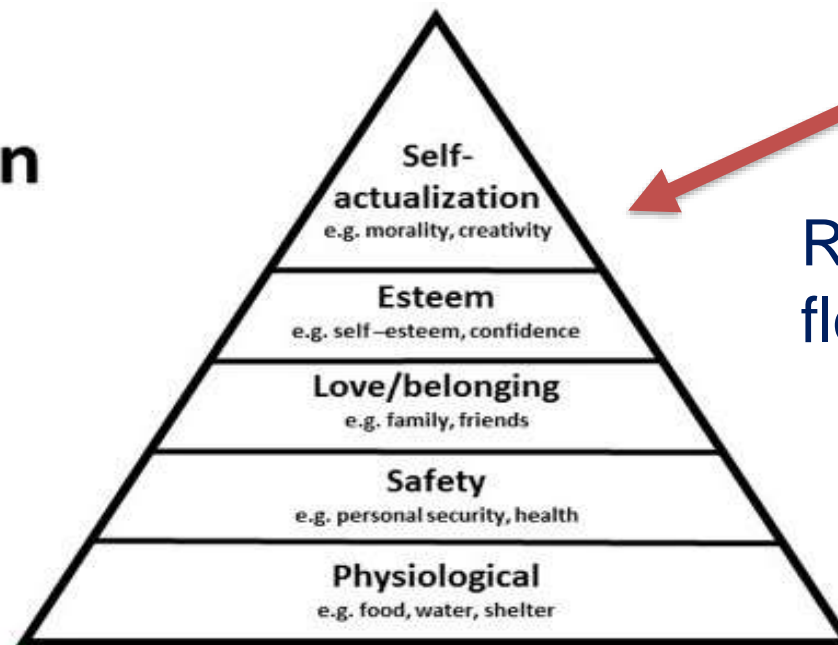 n
Self-
actualization
e.g. morality, creativity
R
fl
Esteem
e.g. self–esteem, confidence
Love/belonging
e.g. family, friends
Safety
e.g. personal security, health
Physiological
e.g. food, water, shelter